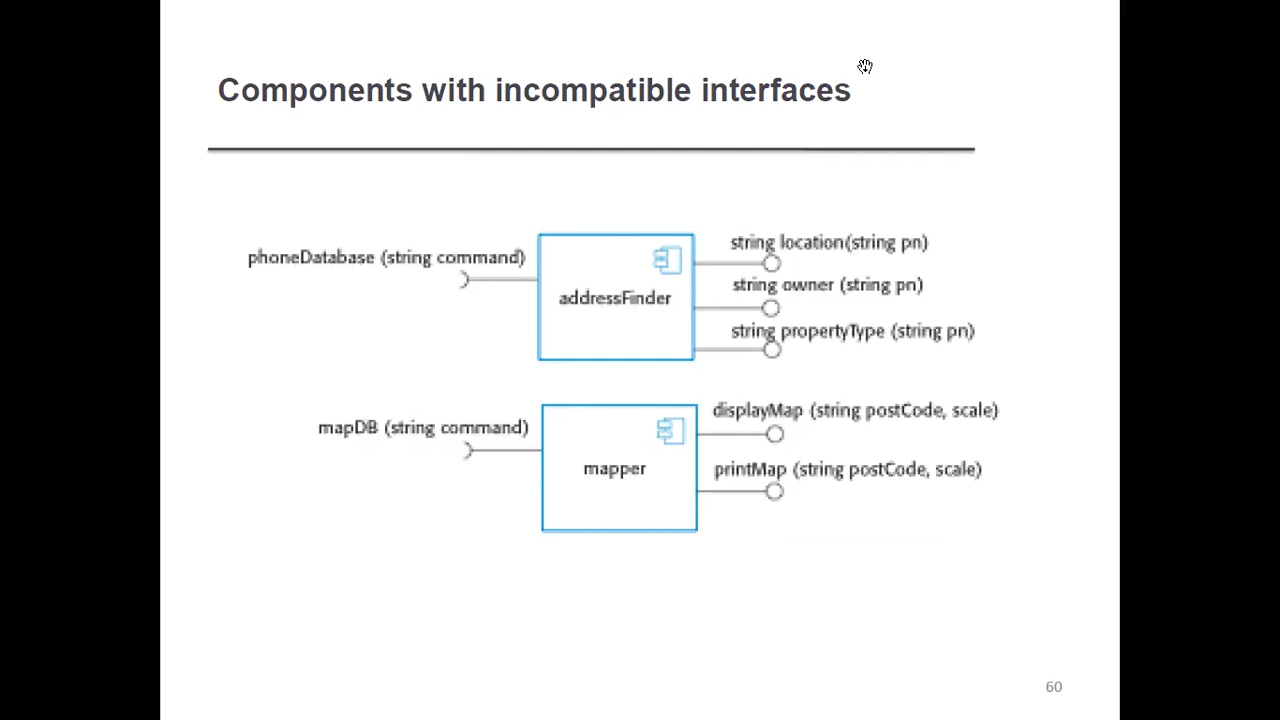 Components with incompatible interfaces
phoneDatabase (string command)
addressFinder
string location(string pn)
string owner (string pn)
string propertyType (string pn)
mapDB (string command)
mapper
displayMap (string postCode, scale)
printMap (string postCode, scale)
60